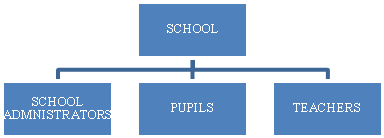 SCHOOL
SCHOOL
ADMNISTRATORS
PUPILS
TEACHERS